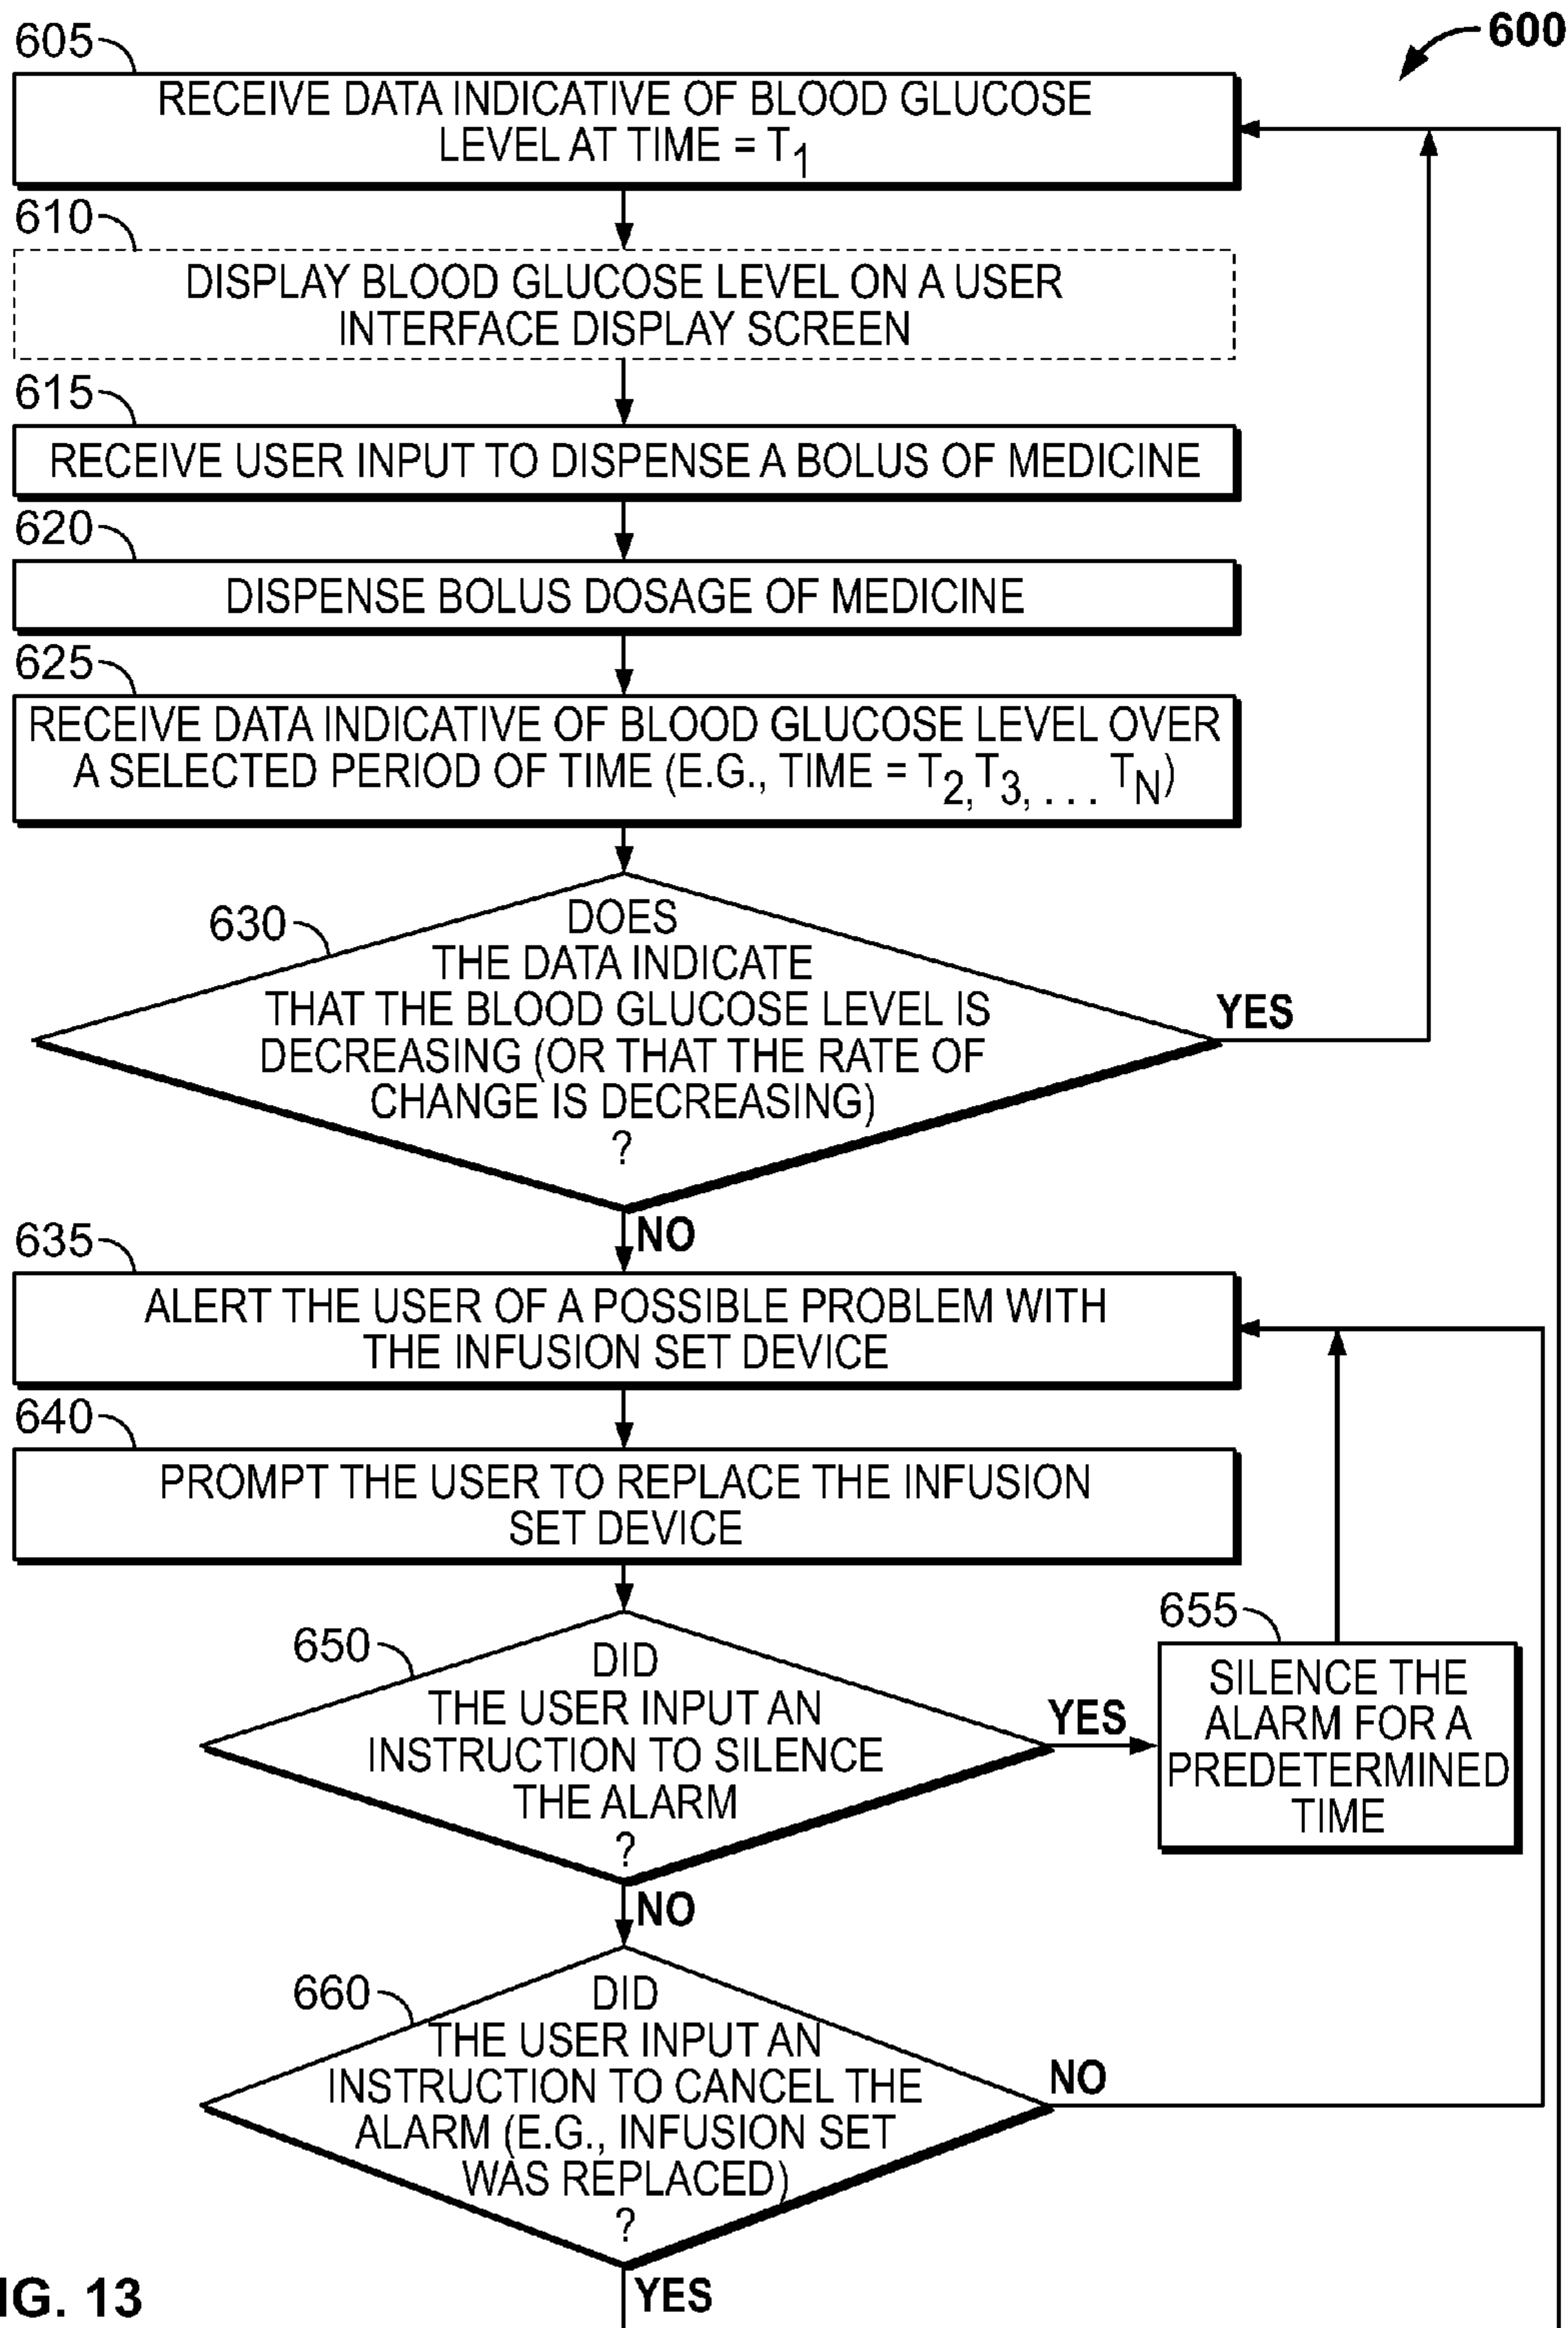 600
605
RECEIVE DATA INDICATIVE OF BLOOD GLUCOSE
LEVEL AT TIME = T1
610
DISPLAY BLOOD GLUCOSE LEVEL ON A USER
INTERFACE DISPLAY SCREEN
615
RECEIVE USER INPUT TO DISPENSE A BOLUS OF MEDICINE
620
DISPENSE BOLUS DOSAGE OF MEDICINE
625
RECEIVE DATA INDICATIVE OF BLOOD GLUCOSE LEVEL OVER
A SELECTED PERIOD OF TIME (E.G., TIME = T2, T3, . . . TN)
630
DOES
THE DATA INDICATE
THAT THE BLOOD GLUCOSE LEVEL IS
DECREASING (OR THAT THE RATE OF
CHANGE IS DECREASING)
?
YES
NO
635
ALERT THE USER OF A POSSIBLE PROBLEM WITH
THE INFUSION SET DEVICE
640
PROMPT THE USER TO REPLACE THE INFUSION
SET DEVICE
650
DID
THE USER INPUT AN
INSTRUCTION TO SILENCE
THE ALARM
?
YES
655
SILENCE THE
ALARM FOR A
PREDETERMINED
TIME
NO
660
DID
THE USER INPUT AN
INSTRUCTION TO CANCEL THE
ALARM (E.G., INFUSION SET
WAS REPLACED)
?
NO
YES
IG. 13